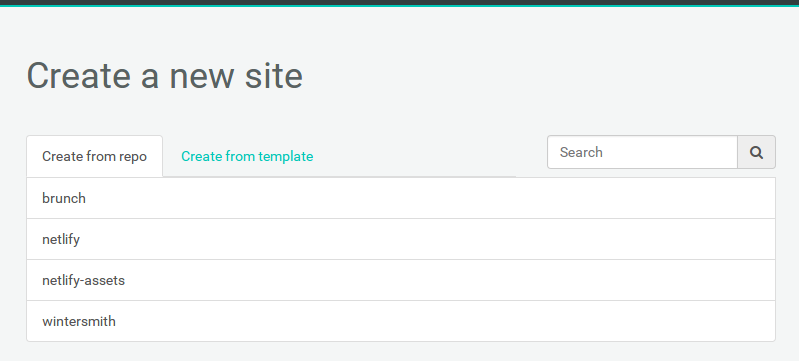 Create a new site
Create from repo
Create from template
Search
brunch
netlify
netlify-assets
wintersmith